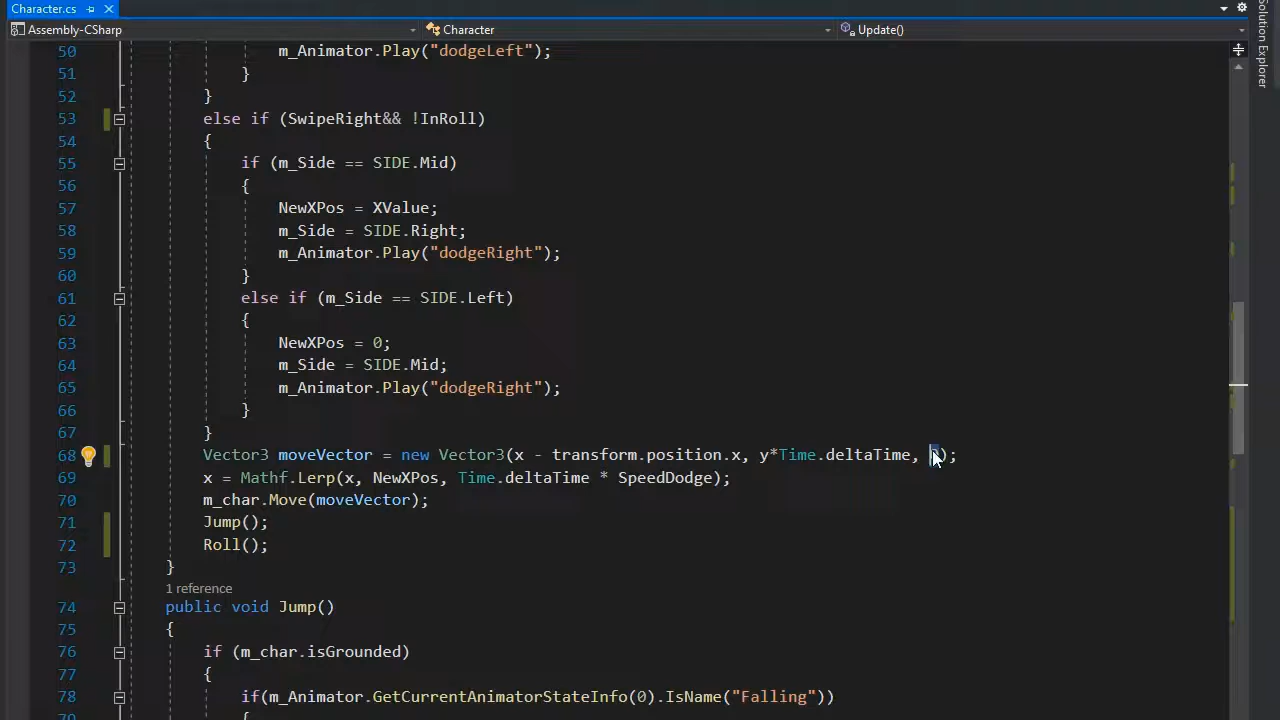 Character.cs
Assembly-CSharp Character Update()
Solution Explorer
50 m_Animator.Play("dodgeLeft");
51 }
52 }
53 else if (SwipeRight&& !InRoll)
54 {
55 if (m_Side == SIDE.Mid)
56 {
57 NewXPos = XValue;
58 m_Side = SIDE.Right;
59 m_Animator.Play("dodgeRight");
60 }
61 else if (m_Side == SIDE.Left)
62 {
63 NewXPos = 0;
64 m_Side = SIDE.Mid;
65 m_Animator.Play("dodgeRight");
66 }
67 }
68 Vector3 moveVector = new Vector3(x - transform.position.x, y*Time.deltaTime, );
69 x = Mathf.Lerp(x, NewXPos, Time.deltaTime * SpeedDodge);
70 m_char.Move(moveVector);
71 Jump();
72 Roll();
73 }
1 reference
74 public void Jump()
75 {
76 if (m_char.isGrounded)
77 {
78 if(m_Animator.GetCurrentAnimatorStateInfo(0).IsName("Falling"))